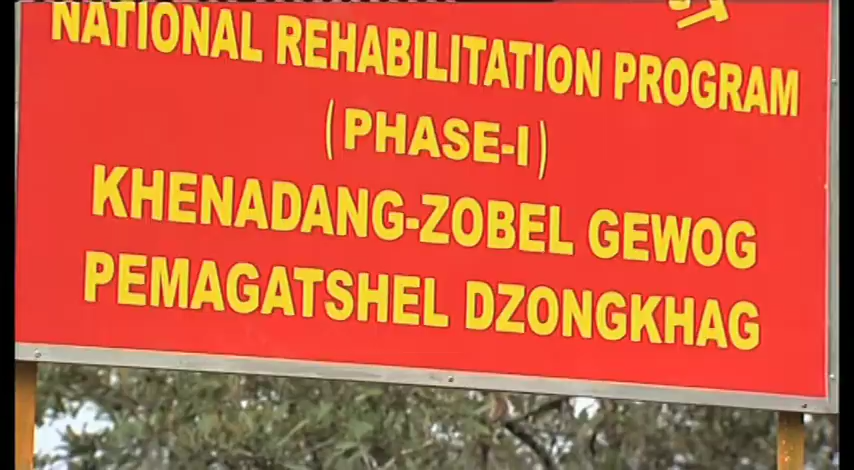 NATIONAL REHABILITATION PROGRAM
(PHASE-I)
KHENADANG-ZOBEL GEWOG
PEMAGATSHEL DZONGKHAG